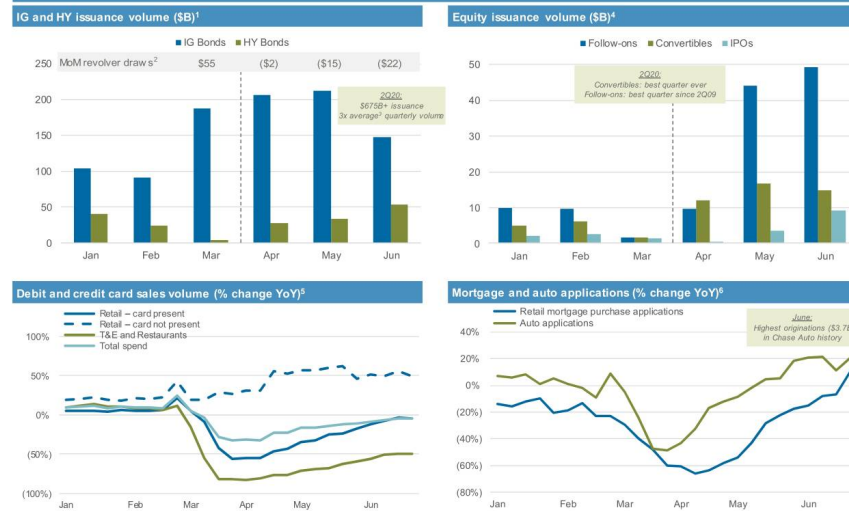 IG and HY issuance volume ($B)1
IG Bonds HY Bonds
250
MoM revolver draws2 $55 ($2) ($15) ($22)
2Q20:
$675B+ issuance
3x average3 quarterly volume
200
150
100
50
0
Jan Feb Mar Apr May Jun
Equity issuance volume ($B)4
Follow-ons Convertibles IPOs
50
2Q20:
Convertibles: best quarter ever
Follow-ons: best quarter since 2Q09
40
30
20
10
0
Jan Feb Mar Apr May Jun
Debit and credit card sales volume (% change YoY)5
Retail – card present
Retail – card not present
T&E and Restaurants
Total spend
100%
50%
0%
(50%)
(100%)
Jan Feb Mar Apr May Jun
Mortgage and auto applications (% change YoY)6
Retail mortgage purchase applications
Auto applications
June:
Highest originations ($3.7B
in Chase Auto history
40%
20%
0%
(20%)
(40%)
(60%)
(80%)
Jan Feb Mar Apr May Jun